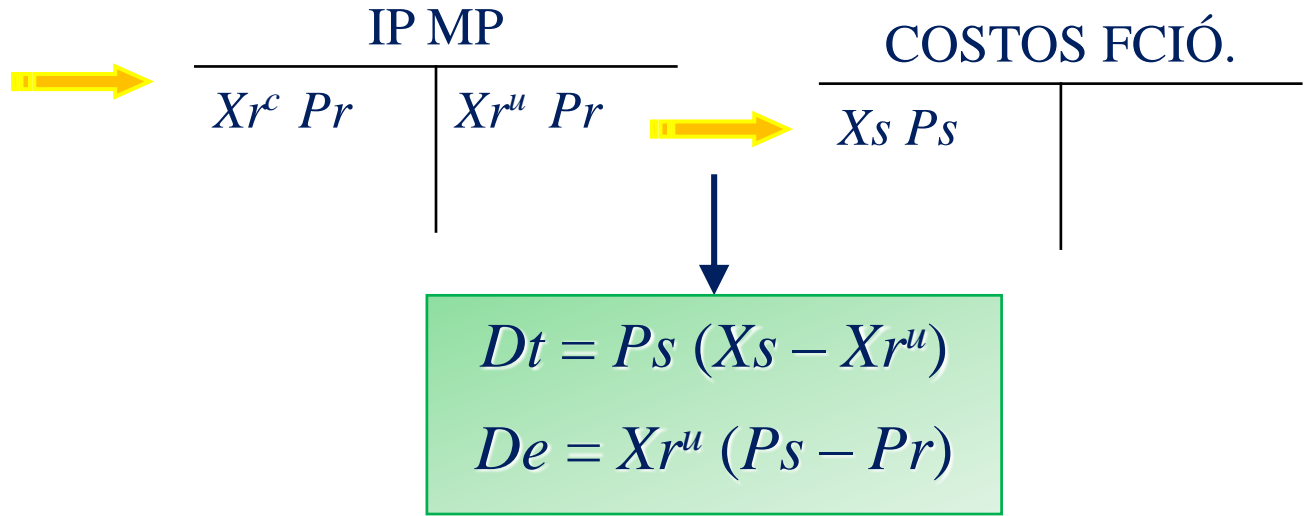 IP MP
COSTOS FCIÓ.
Xrᶜ Pr
Xrᵘ Pr
Xs Ps
Dt = Ps (Xs – Xrᵘ)
De = Xrᵘ (Ps – Pr)